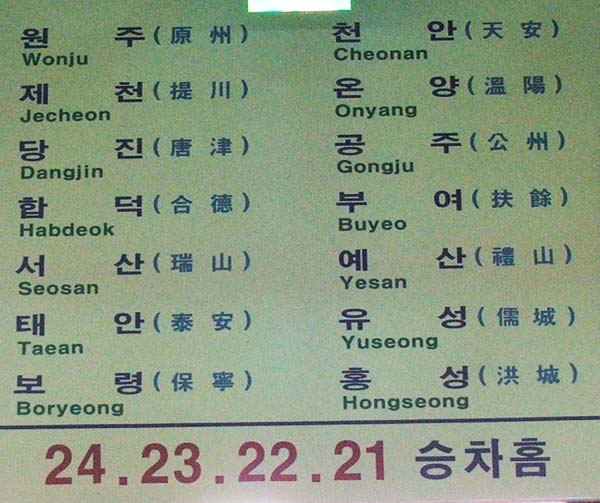 원 주 (原 州)
Wonju
제 천 (提 川)
Jecheon
당 진 (唐 津)
Dangjin
합 덕 (合 德)
Habdeok
서 산 (瑞 山)
Seosan
태 안 (泰 安)
Taean
보 령 (保 寧)
Boryeong
천 안 (天 安)
Cheonan
온 양 (溫 陽)
Onyang
공 주 (公 州)
Gongju
부 여 (扶 餘)
Buyeo
예 산 (禮 山)
Yesan
유 성 (儒 城)
Yuseong
홍 성 (洪 城)
Hongseong
24.23.22.21 승차홈